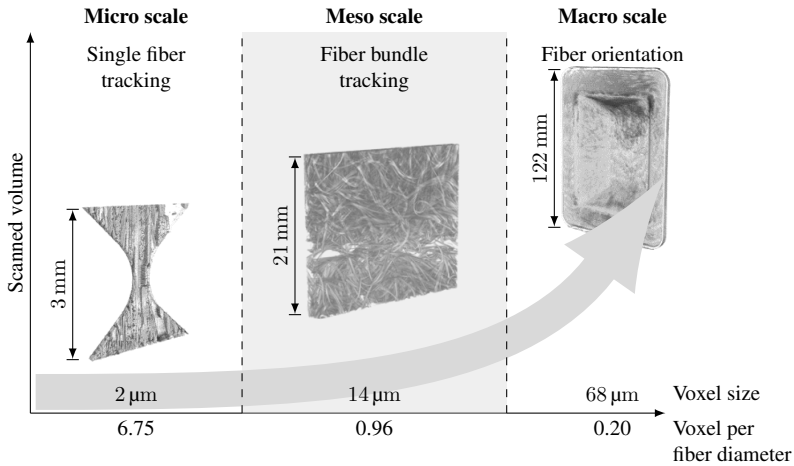 Micro scale
Meso scale
Macro scale
Single fiber
tracking
Fiber bundle
tracking
Fiber orientation
Scanned volume
3 mm
21 mm
122 mm
2 µm
14 µm
68 µm
Voxel size
6.75
0.96
0.20
Voxel per
fiber diameter